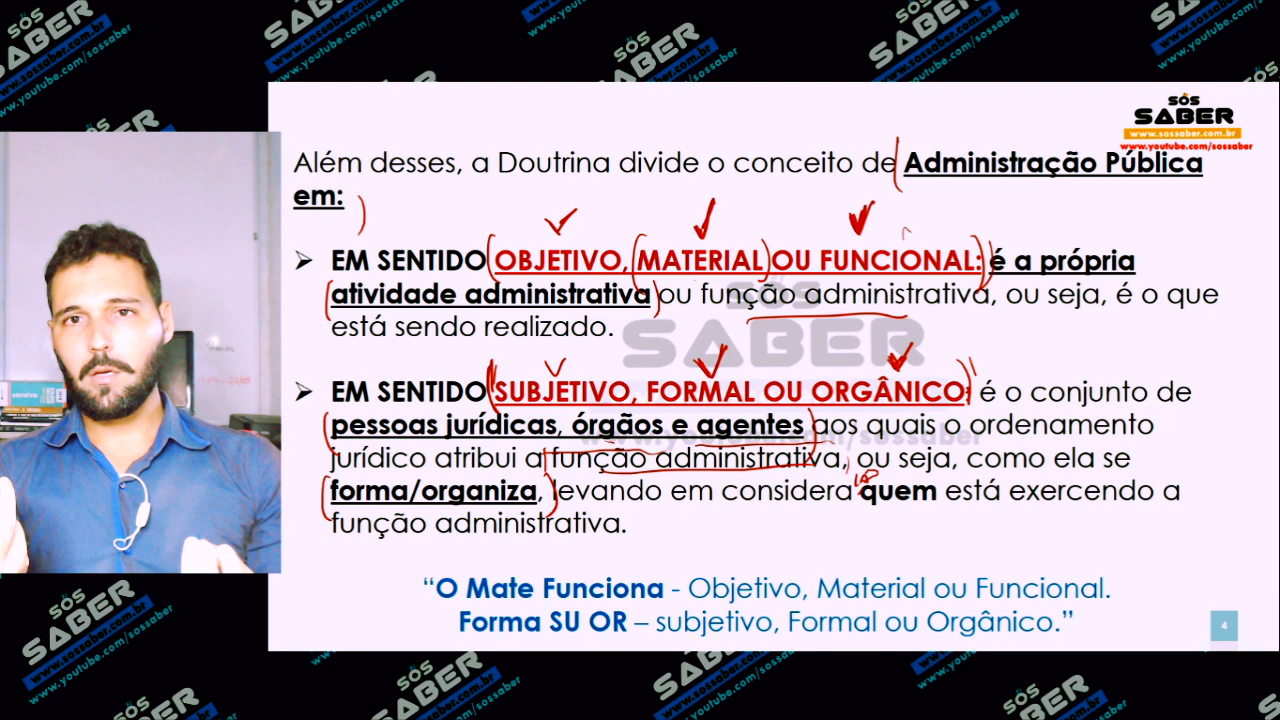 SÓS
SABER
www.sossaber.com.br
www.youtube.com/sossaber
Além desses, a Doutrina divide o conceito de Administração Pública
em:
➢ EM SENTIDO OBJETIVO, MATERIAL OU FUNCIONAL: é a própria
atividade administrativa ou função administrativa, ou seja, é o que
está sendo realizado.
SÓS
SABER
➢ EM SENTIDO SUBJETIVO, FORMAL OU ORGÂNICO: é o conjunto de
pessoas jurídicas, órgãos e agentes aos quais o ordenamento
jurídico atribui a função administrativa, ou seja, como ela se
forma/organiza, levando em considera quem está exercendo a
função administrativa.
“O Mate Funciona - Objetivo, Material ou Funcional.
Forma SU OR – subjetivo, Formal ou Orgânico.”
4